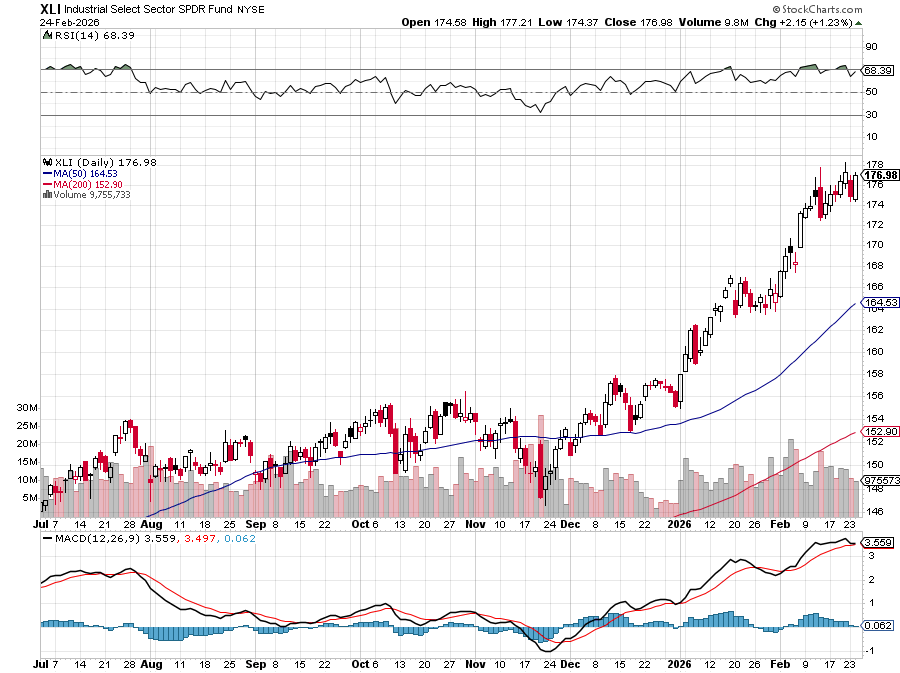 XLI Industrial Select Sector SPDR Fund NYSE
© StockCharts.com
24-Feb-2026
Open 174.58 High 177.21 Low 174.37 Close 176.98 Volume 9.8M Chg +2.15 (+1.23%)
RSI(14) 68.39
90
68.39
50
30
10
XLI (Daily) 176.98
MA(50) 164.53
MA(200) 152.90
Volume 9,755,733
178
176.98
176
174
172
170
168
166
164.53
164
162
160
158
156
154
152.90
152
150
148
146
9755733
30M
25M
20M
15M
10M
5M
Jul 7 14 21 28 Aug 11 18 25 Sep 8 15 22 Oct 6 13 20 27 Nov 10 17 24 Dec 8 15 22 2026 12 20 26 Feb 9 17 23
MACD(12,26,9) 3.559, 3.497, 0.062
3.559
3
2
1
0.062
-1
Jul 7 14 21 28 Aug 11 18 25 Sep 8 15 22 Oct 6 13 20 27 Nov 10 17 24 Dec 8 15 22 2026 12 20 26 Feb 9 17 23